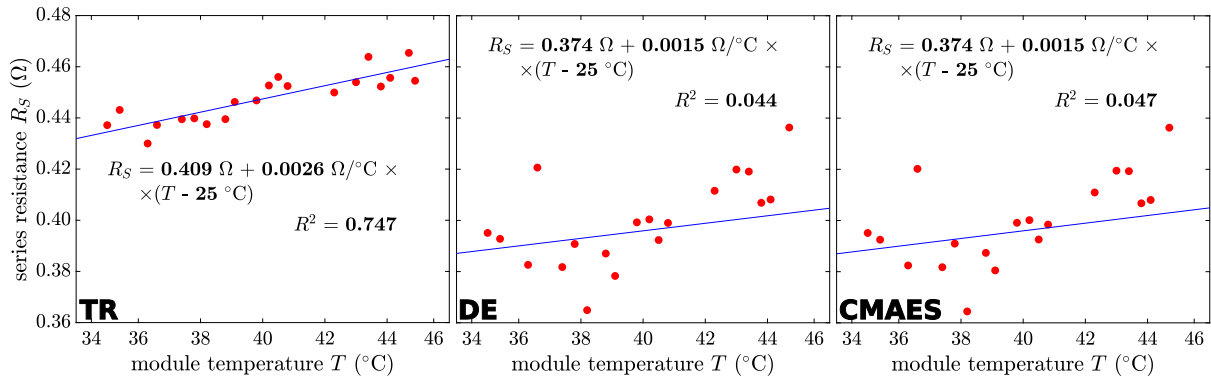 series resistance R_S (Ω)
0.48
0.46
0.44
0.42
0.40
0.38
0.36
R_S = 0.409 Ω + 0.0026 Ω/°C ×
×(T - 25 °C)
R² = 0.747
TR
34 36 38 40 42 44 46
module temperature T (°C)
R_S = 0.374 Ω + 0.0015 Ω/°C ×
×(T - 25 °C)
R² = 0.044
DE
34 36 38 40 42 44 46
module temperature T (°C)
R_S = 0.374 Ω + 0.0015 Ω/°C ×
×(T - 25 °C)
R² = 0.047
CMAES
34 36 38 40 42 44 46
module temperature T (°C)